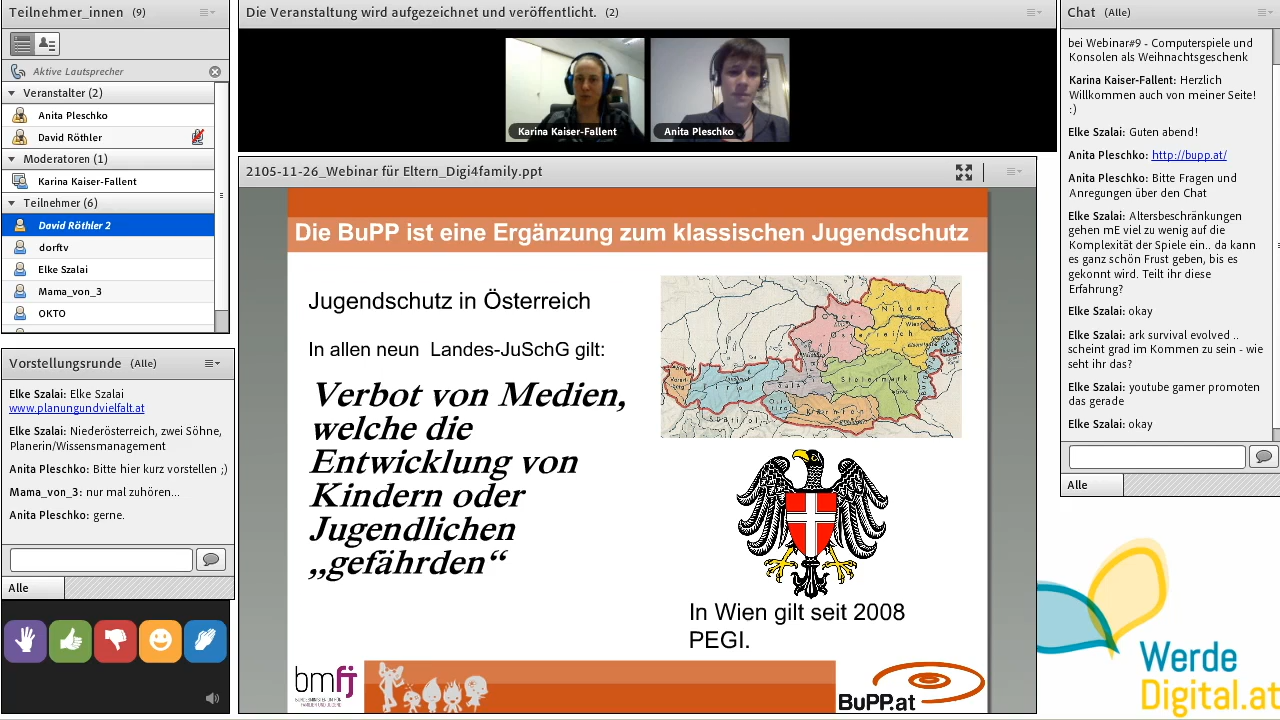 Teilnehmer_innen (9)
Aktive Lautsprecher
Veranstalter (2)
Anita Pleschko
David Röthler
Moderatoren (1)
Karina Kaiser-Fallent
Teilnehmer (6)
David Röthler 2
dorftv
Elke Szalai
Mama_von_3
OKTO
Vorstellungsrunde (Alle)
Elke Szalai: Elke Szalai
www.planungundvielfalt.at
Elke Szalai: Niederösterreich, zwei Söhne,
Planerin/Wissensmanagement
Anita Pleschko: Bitte hier kurz vorstellen ;)
Mama_von_3: nur mal zuhören...
Anita Pleschko: gerne
Alle
Die Veranstaltung wird aufgezeichnet und veröffentlicht. (2)
Karina Kaiser-Fallent
Anita Pleschko
2105-11-26_Webinar für Eltern_Digi4family.ppt
Die BuPP ist eine Ergänzung zum klassischen Jugendschutz
Jugendschutz in Österreich
In allen neun Landes-JuSchG gilt:
Verbot von Medien,
welche die
Entwicklung von
Kindern oder
Jugendlichen
„gefährden“
In Wien gilt seit 2008
PEGI.
bmfj
BuPP.at
Chat (Alle)
bei Webinar#9 - Computerspiele und
Konsolen als Weihnachtsgeschenk
Karina Kaiser-Fallent: Herzlich
Willkommen auch von meiner Seite!
:)
Elke Szalai: Guten abend!
Anita Pleschko: http://bupp.at/
Anita Pleschko: Bitte Fragen und
Anregungen über den Chat
Elke Szalai: Altersbeschränkungen
gehen mE viel zu wenig auf die
Komplexität der Spiele ein.. da kann
es ganz schön Frust geben, bis es
gekonnt wird. Teilt ihr diese
Erfahrung?
Elke Szalai: okay
Elke Szalai: ark survival evolved ..
scheint grad im Kommen zu sein - wie
seht ihr das?
Elke Szalai: youtube gamer promoten
das gerade
Elke Szalai: okay
Alle
Werde
Digital.at